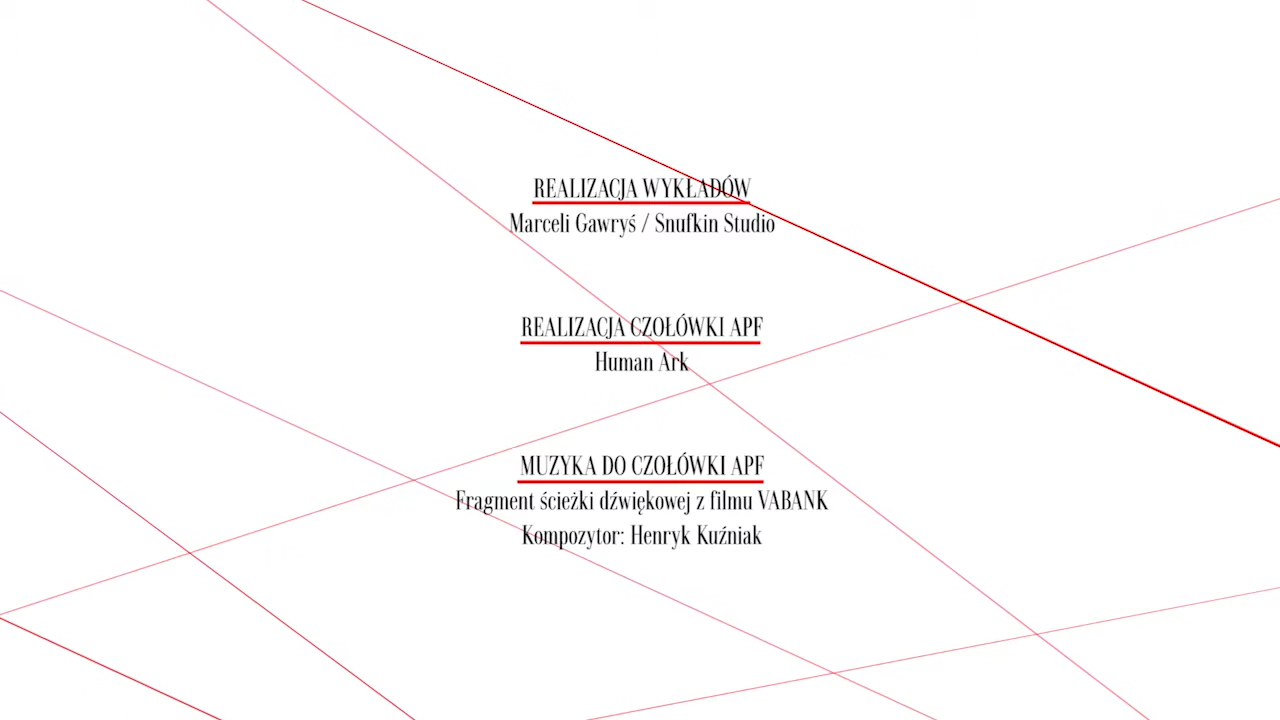 REALIZACJA WYKŁADÓW
Marceli Gawryś / Snufkin Studio
REALIZACJA CZOŁÓWKI APF
Human Ark
MUZYKA DO CZOŁÓWKI APF
Fragment ścieżki dźwiękowej z filmu VABANK
Kompozytor: Henryk Kuźniak